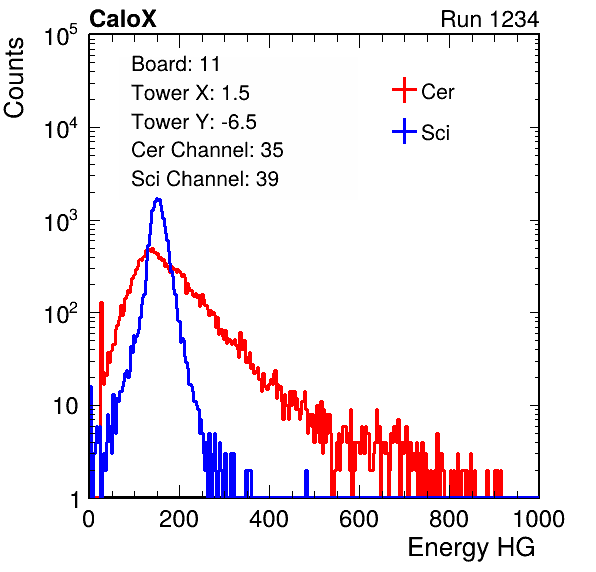 CaloX Run 1234
Counts
10^5
10^4
10^3
10^2
10
1
Board: 11
Tower X: 1.5
Tower Y: -6.5
Cer Channel: 35
Sci Channel: 39
Cer
Sci
0 200 400 600 800 1000
Energy HG